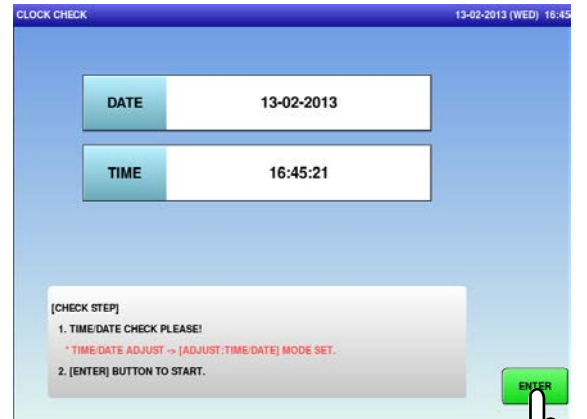 CLOCK CHECK 13-02-2013 (WED) 16:45
DATE 13-02-2013
TIME 16:45:21
[CHECK STEP]
1. TIME/DATE CHECK PLEASE!
* TIME/DATE ADJUST -> [ADJUST:TIME/DATE] MODE SET.
2. [ENTER] BUTTON TO START.
ENTER